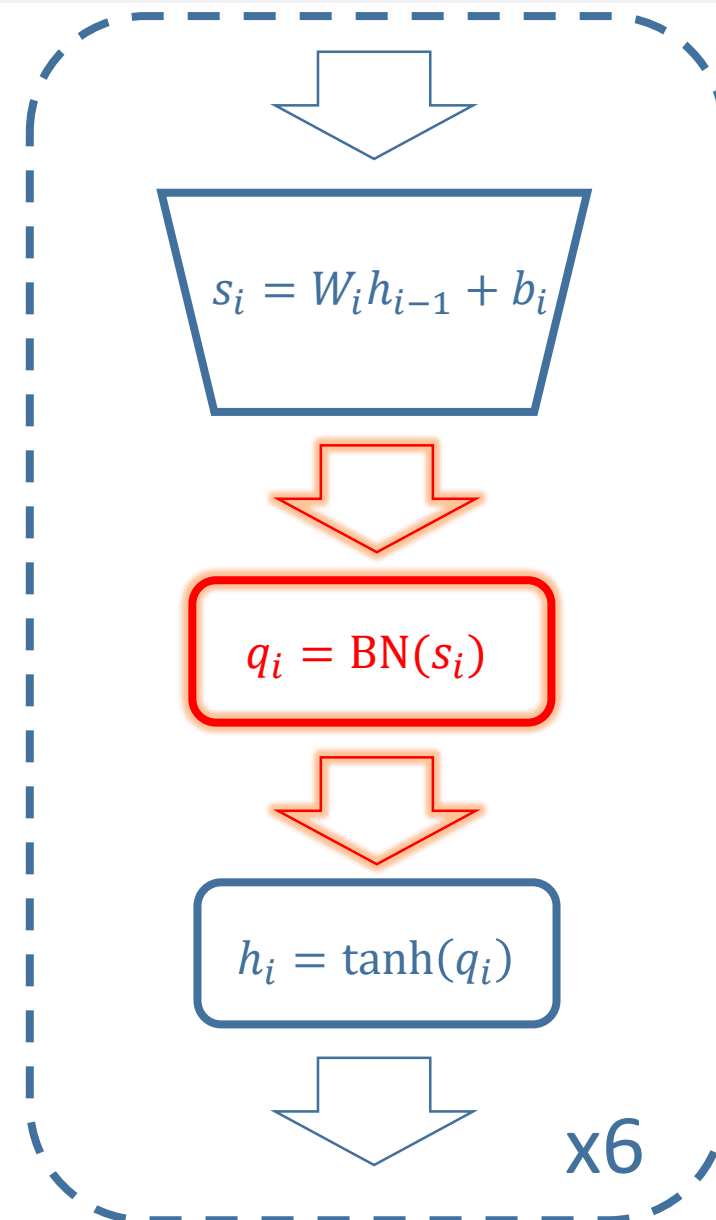 sᵢ = Wᵢhᵢ₋₁ + bᵢ
qᵢ = BN(sᵢ)
hᵢ = tanh(qᵢ)
x6